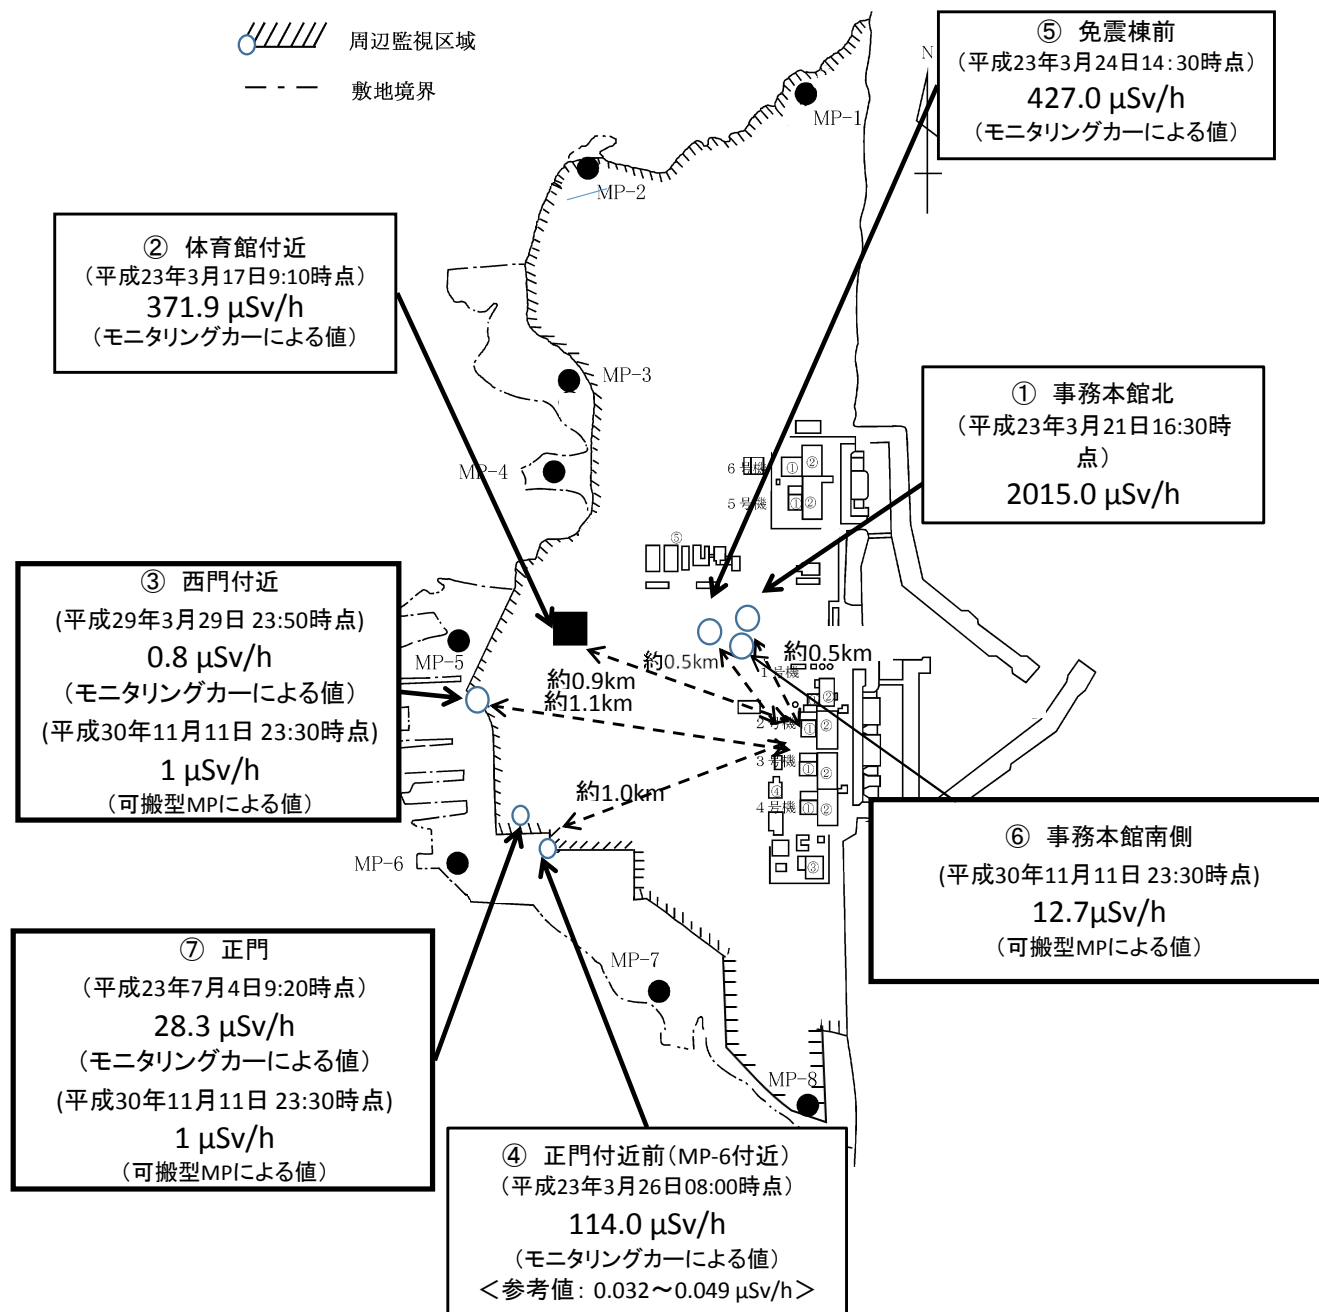 周辺監視区域
敷地境界
⑤ 免震棟前
（平成23年3月24日14：30時点）
427.0 μSv/h
（モニタリングカーによる値）
N
MP-1
MP-2
② 体育館付近
（平成23年3月17日9:10時点）
371.9 μSv/h
（モニタリングカーによる値）
MP-3
① 事務本館北
（平成23年3月21日16:30時
点）
2015.0 μSv/h
MP-4
6号機
① ②
5号機
① ②
⑤
③ 西門付近
(平成29年3月29日 23:50時点)
0.8 μSv/h
（モニタリングカーによる値）
(平成30年11月11日 23:30時点)
1 μSv/h
（可搬型MPによる値）
MP-5
約0.5km
約0.5km
約0.9km
約1.1km
1号機
②
2号機
① ②
3号機
① ②
④
4号機
① ②
③
約1.0km
MP-6
⑥ 事務本館南側
(平成30年11月11日 23:30時点)
12.7μSv/h
（可搬型MPによる値）
⑦ 正門
（平成23年7月4日9:20時点）
28.3 μSv/h
（モニタリングカーによる値）
(平成30年11月11日 23:30時点)
1 μSv/h
（可搬型MPによる値）
MP-7
MP-8
④ 正門付近前（MP-6付近）
（平成23年3月26日08:00時点）
114.0 μSv/h
（モニタリングカーによる値）
＜参考値： 0.032～0.049 μSv/h＞